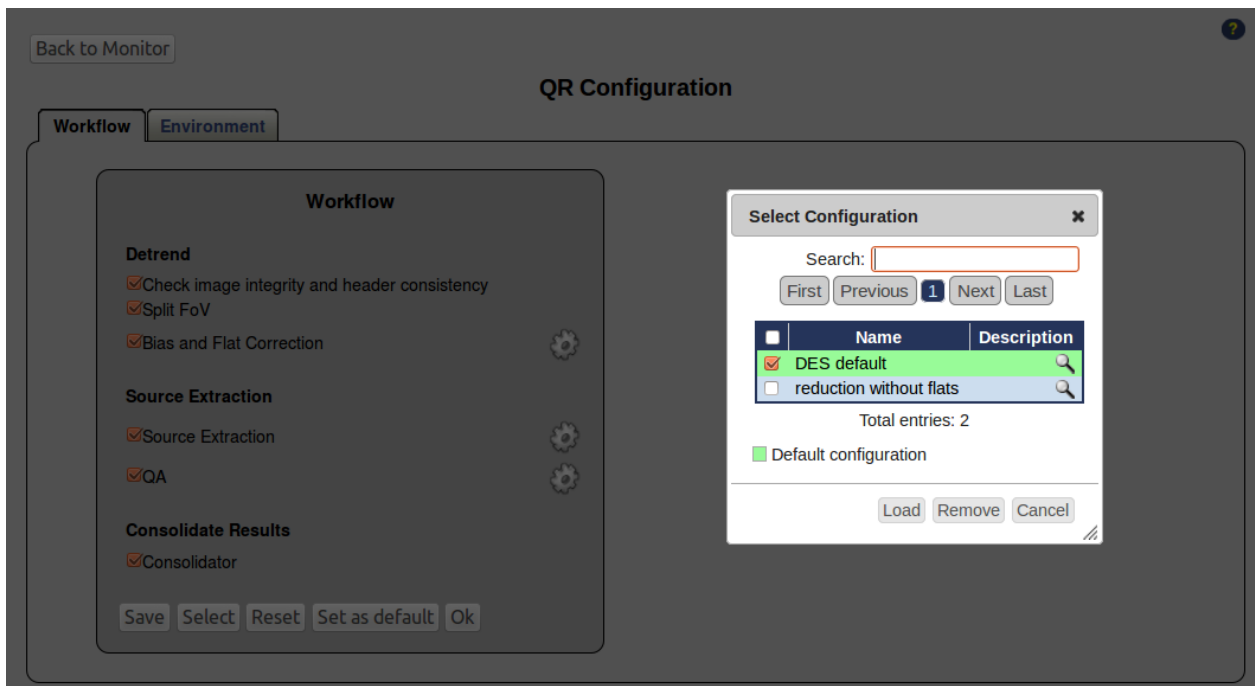 ?
Back to Monitor
QR Configuration
Workflow Environment
Workflow
Detrend
Check image integrity and header consistency
Split FoV
Bias and Flat Correction
Source Extraction
Source Extraction
QA
Consolidate Results
Consolidator
Save Select Reset Set as default Ok
Select Configuration
Search:
First Previous 1 Next Last
Name Description
DES default
reduction without flats
Total entries: 2
Default configuration
Load Remove Cancel